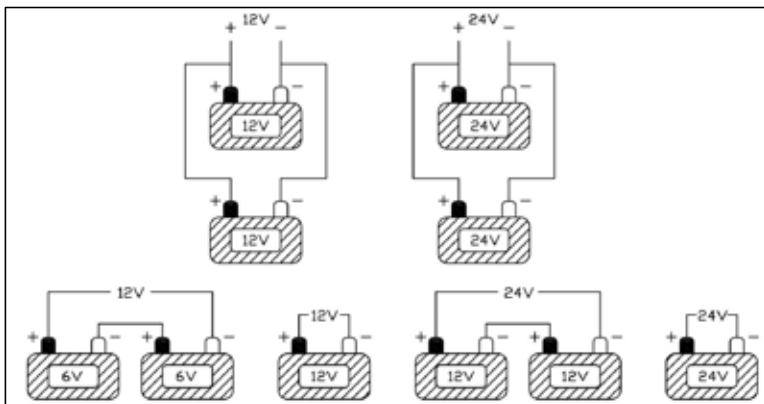 + 12V −
+ 24V −
+ −
+ −
12V
24V
+ −
+ −
12V
24V
12V
24V
12V
24V
+ − + −
+ −
+ − + −
+ −
6V
6V
12V
12V
12V
24V